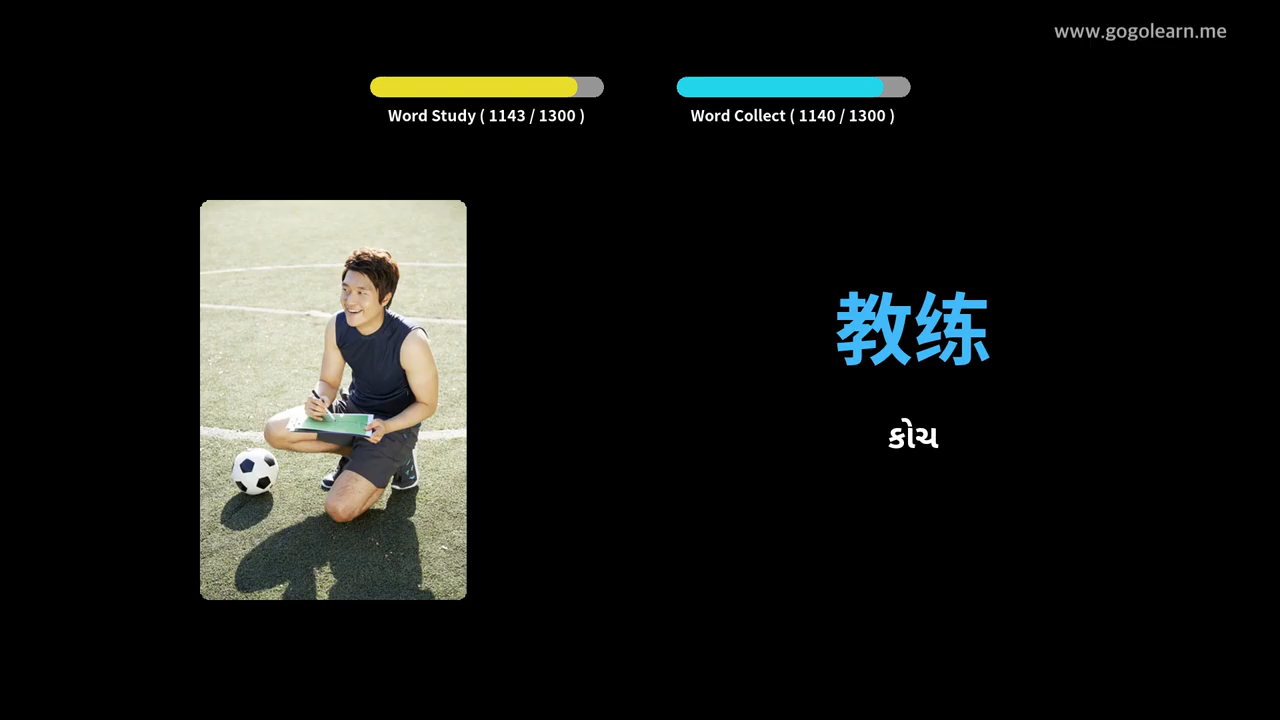 www.gogolearn.me
Word Study ( 1143 / 1300 )
Word Collect ( 1140 / 1300 )
教练
કોચ